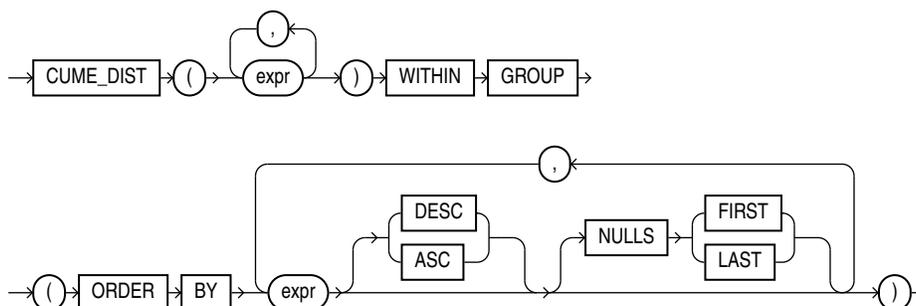 ,
CUME_DIST ( expr ) WITHIN GROUP
,
DESC FIRST
NULLS
ASC LAST
( ORDER BY expr )